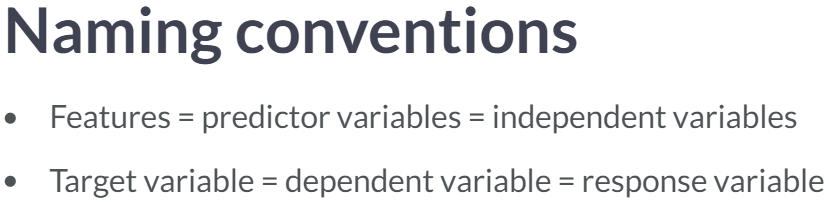 Naming conventions
• Features = predictor variables = independent variables
• Target variable = dependent variable = response variable